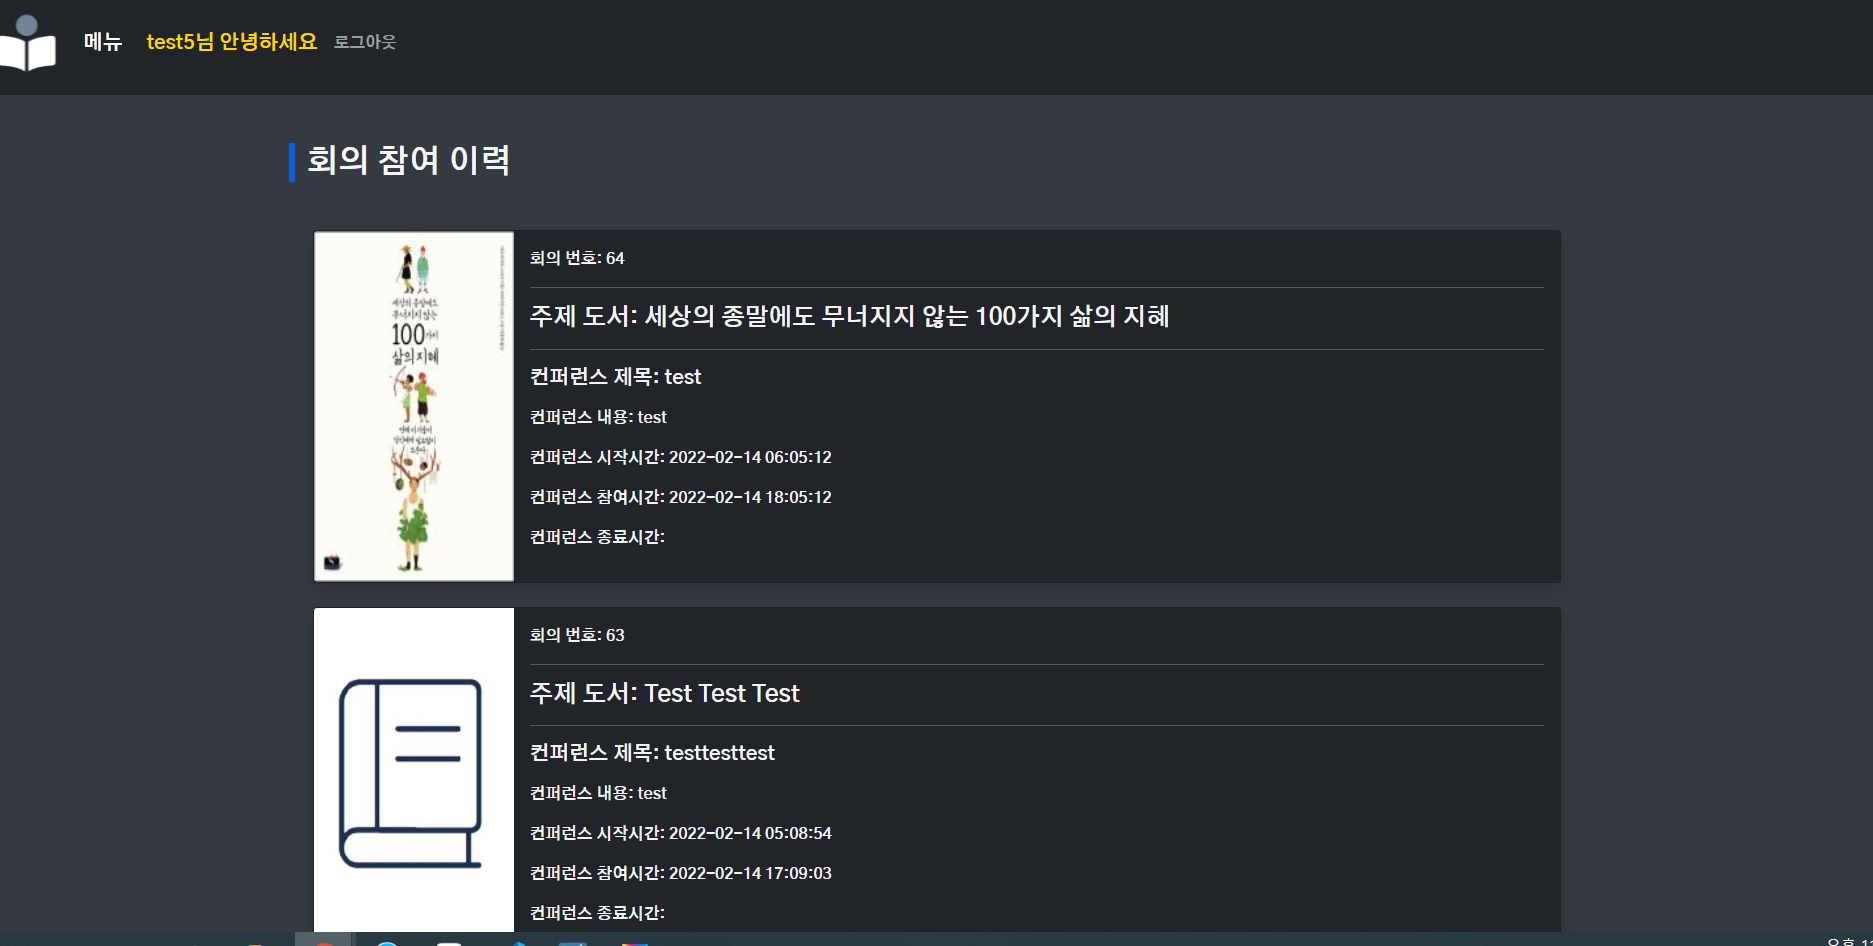 메뉴 test5님 안녕하세요 로그아웃
회의 참여 이력
세상의 종말에도
무너지지 않는
100가지
삶의 지혜
회의 번호: 64
주제 도서: 세상의 종말에도 무너지지 않는 100가지 삶의 지혜
컨퍼런스 제목: test
컨퍼런스 내용: test
컨퍼런스 시작시간: 2022-02-14 06:05:12
컨퍼런스 참여시간: 2022-02-14 18:05:12
컨퍼런스 종료시간:
회의 번호: 63
주제 도서: Test Test Test
컨퍼런스 제목: testtesttest
컨퍼런스 내용: test
컨퍼런스 시작시간: 2022-02-14 05:08:54
컨퍼런스 참여시간: 2022-02-14 17:09:03
컨퍼런스 종료시간: